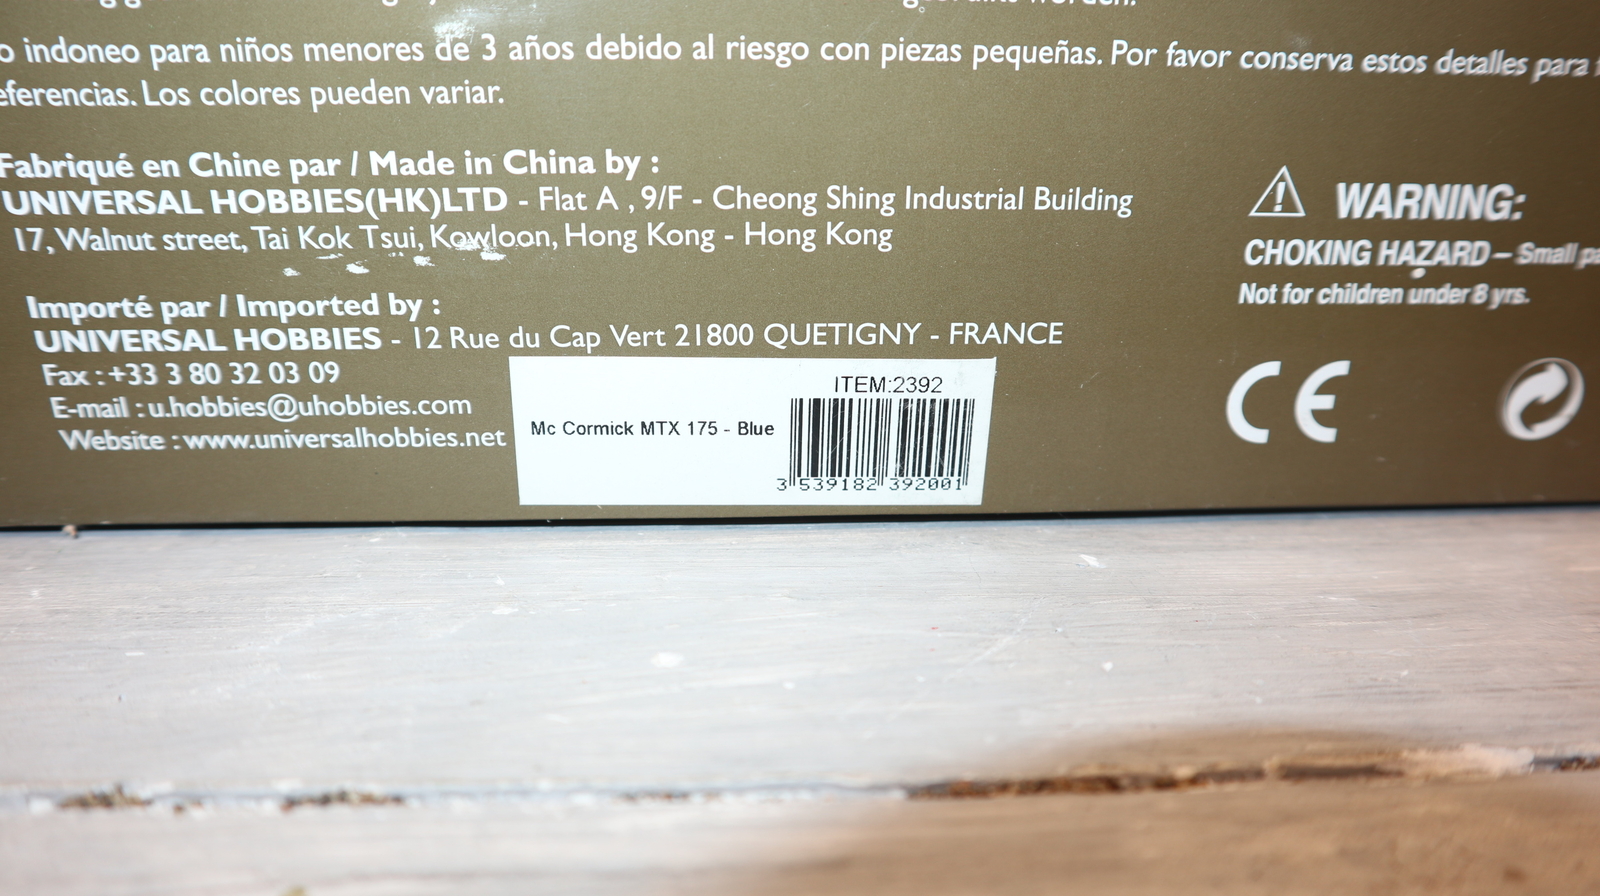 o indoneo para niños menores de 3 años debido al riesgo con piezas pequeñas. Por favor conserva estos detalles para
eferencias. Los colores pueden variar.
Fabriqué en Chine par / Made in China by :
UNIVERSAL HOBBIES(HK)LTD - Flat A , 9/F - Cheong Shing Industrial Building
17, Walnut street, Tai Kok Tsui, Kowloon, Hong Kong - Hong Kong
Importé par / Imported by :
UNIVERSAL HOBBIES - 12 Rue du Cap Vert 21800 QUETIGNY - FRANCE
Fax : +33 3 80 32 03 09
E-mail : u.hobbies@uhobbies.com
Website : www.universalhobbies.net
ITEM:2392
Mc Cormick MTX 175 - Blue
3 539182 392001
WARNING:
CHOKING HAZARD – Small pa
Not for children under 8 yrs.
CE